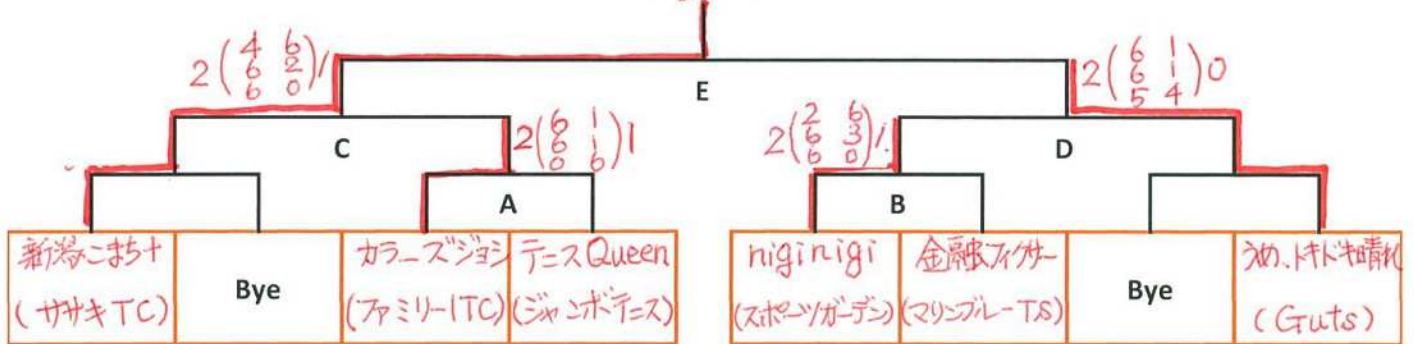 2(4 6 / 6 2 / 6 0)1
2(6 1 / 6 1 / 5 4)0
E
2(6 1 / 6 1 / 0 6)1
2(2 6 / 6 3 / 6 0)1
C
D
A
B
新潟こまち+
カラーズジョシ
テニスQueen
niginigi
金融フィクサー
うめ、トキドキ晴れ
Bye
Bye
(ササキTC)
(ファミリーITC)
(ジャンボテニス)
(スポーツガーデン)
(マリンブルーTS)
(Guts)